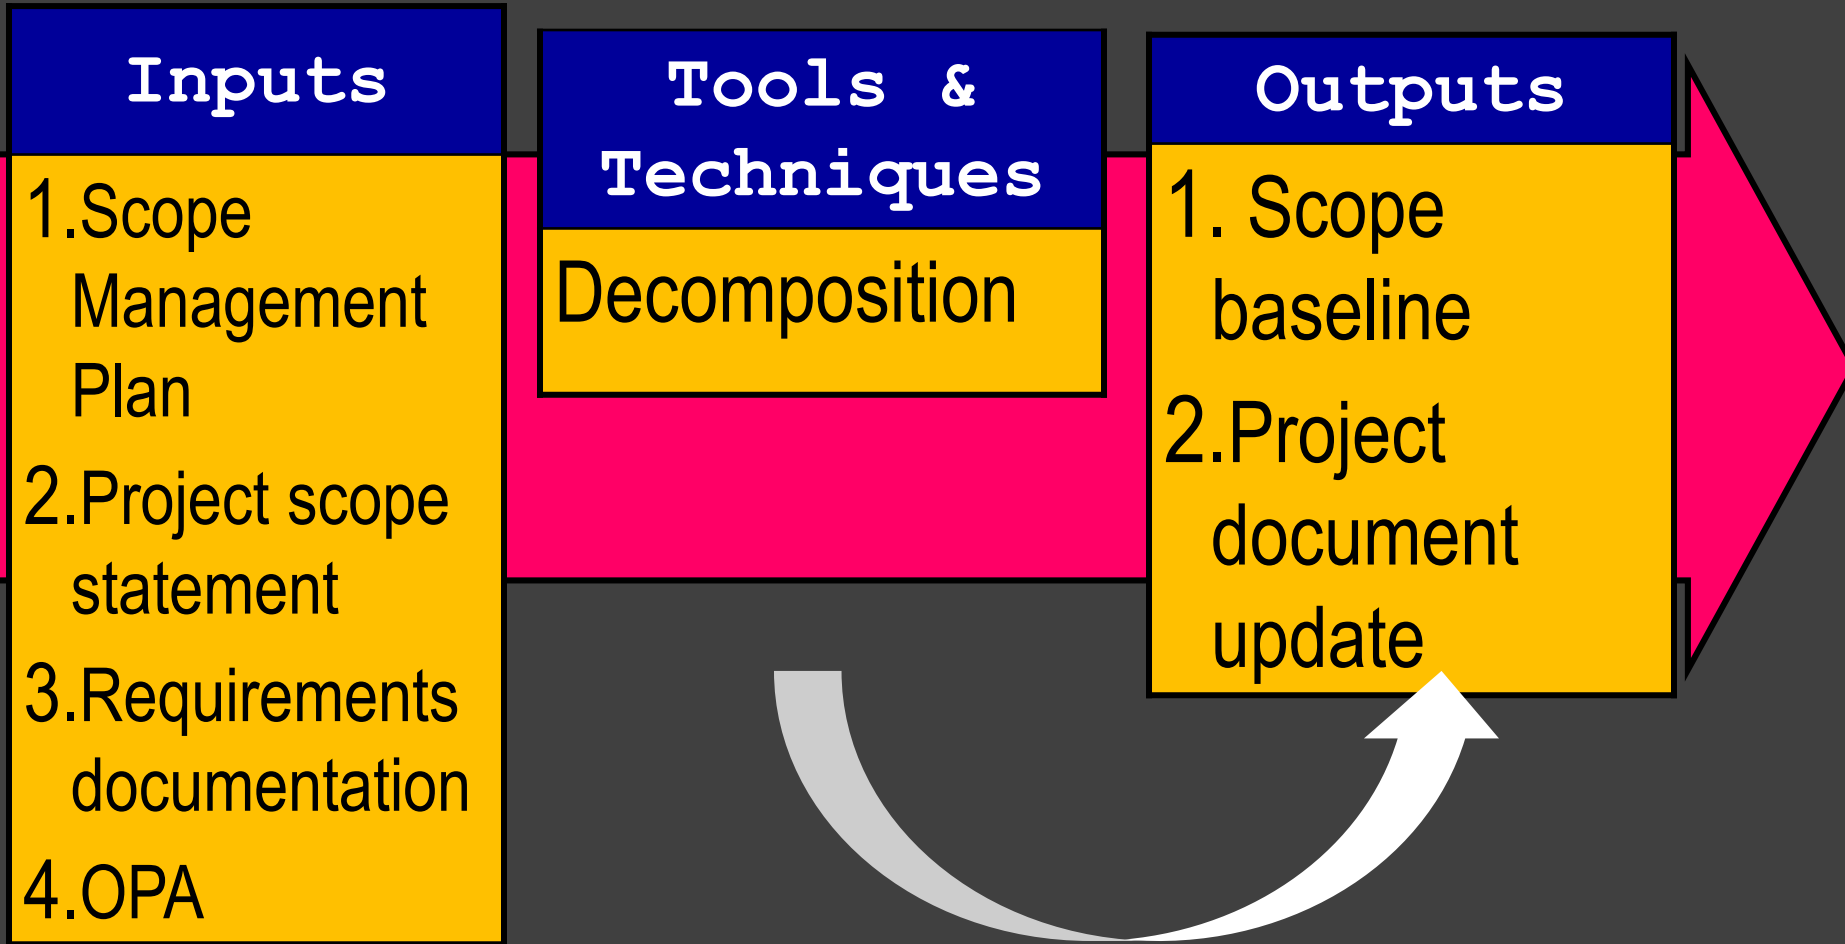 Inputs
1.Scope
Management
Plan
2.Project scope
statement
3.Requirements
documentation
4.OPA
Tools &
Techniques
Decomposition
Outputs
1. Scope
baseline
2.Project
document
update